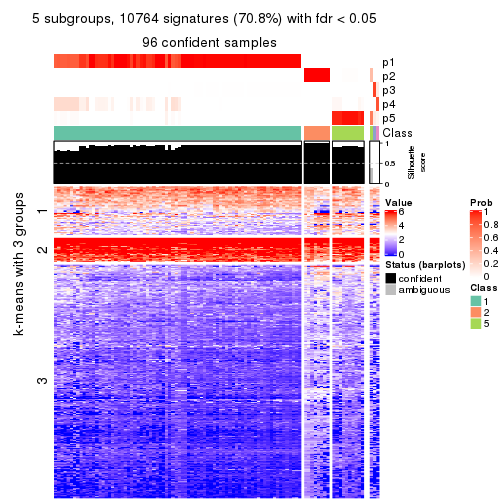 5 subgroups, 10764 signatures (70.8%) with fdr < 0.05
96 confident samples
p1
p2
p3
p4
p5
Class
1
0.5
0
Silhouette
score
k-means with 3 groups
1
2
3
Value
6
4
2
0
Status (barplots)
confident
ambiguous
Prob
1
0.8
0.6
0.4
0.2
0
Class
1
2
5